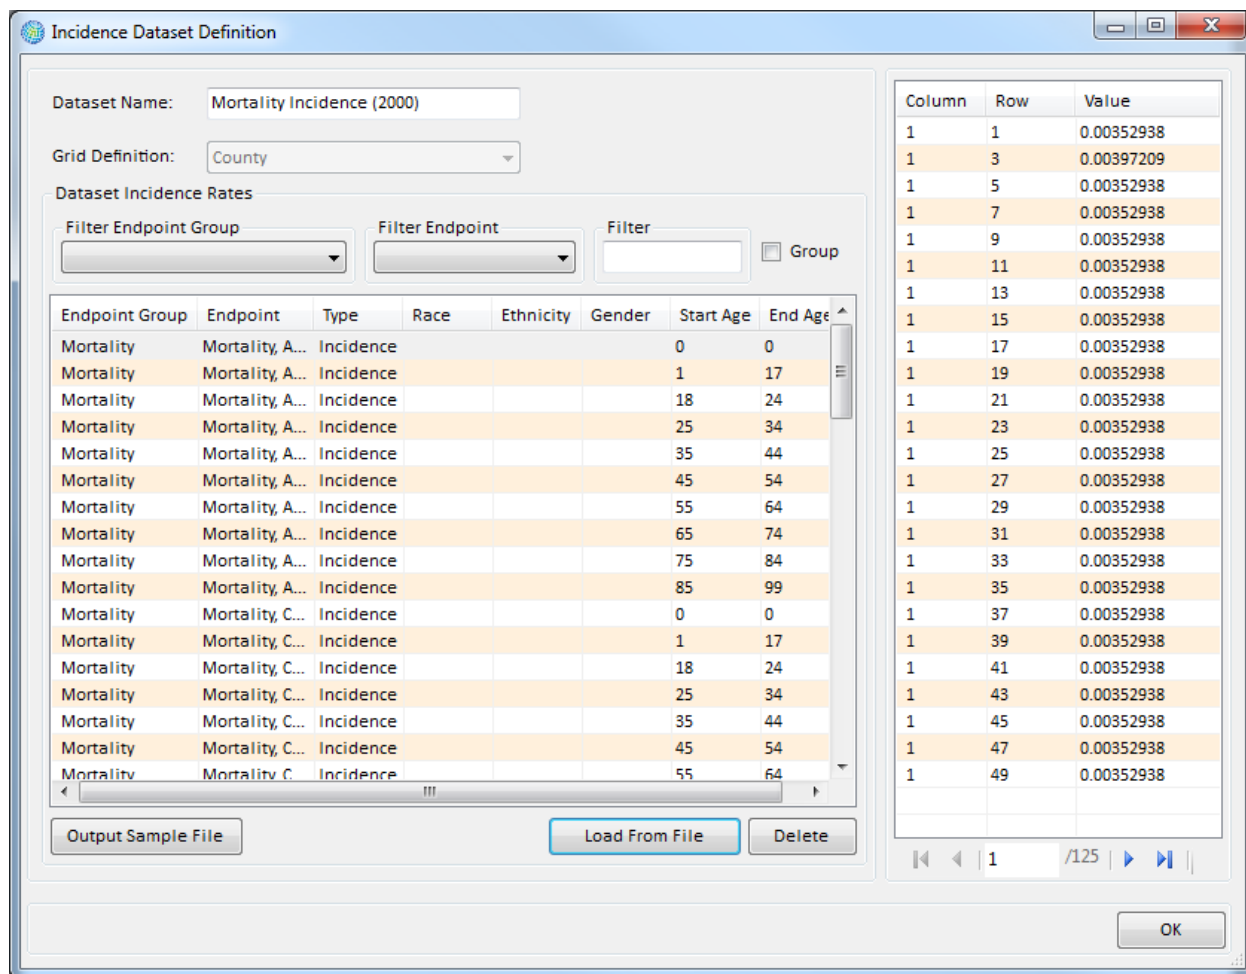 Incidence Dataset Definition
Dataset Name: Mortality Incidence (2000)
Grid Definition: County
Dataset Incidence Rates
Filter Endpoint Group Filter Endpoint Filter
Group
Endpoint Group Endpoint Type Race Ethnicity Gender Start Age End Age
Mortality Mortality, A... Incidence 0 0
Mortality Mortality, A... Incidence 1 17
Mortality Mortality, A... Incidence 18 24
Mortality Mortality, A... Incidence 25 34
Mortality Mortality, A... Incidence 35 44
Mortality Mortality, A... Incidence 45 54
Mortality Mortality, A... Incidence 55 64
Mortality Mortality, A... Incidence 65 74
Mortality Mortality, A... Incidence 75 84
Mortality Mortality, A... Incidence 85 99
Mortality Mortality, C... Incidence 0 0
Mortality Mortality, C... Incidence 1 17
Mortality Mortality, C... Incidence 18 24
Mortality Mortality, C... Incidence 25 34
Mortality Mortality, C... Incidence 35 44
Mortality Mortality, C... Incidence 45 54
Mortality Mortality C Incidence 55 64
Output Sample File Load From File Delete
Column Row Value
1 1 0.00352938
1 3 0.00397209
1 5 0.00352938
1 7 0.00352938
1 9 0.00352938
1 11 0.00352938
1 13 0.00352938
1 15 0.00352938
1 17 0.00352938
1 19 0.00352938
1 21 0.00352938
1 23 0.00352938
1 25 0.00352938
1 27 0.00352938
1 29 0.00352938
1 31 0.00352938
1 33 0.00352938
1 35 0.00352938
1 37 0.00352938
1 39 0.00352938
1 41 0.00352938
1 43 0.00352938
1 45 0.00352938
1 47 0.00352938
1 49 0.00352938
1 /125
OK